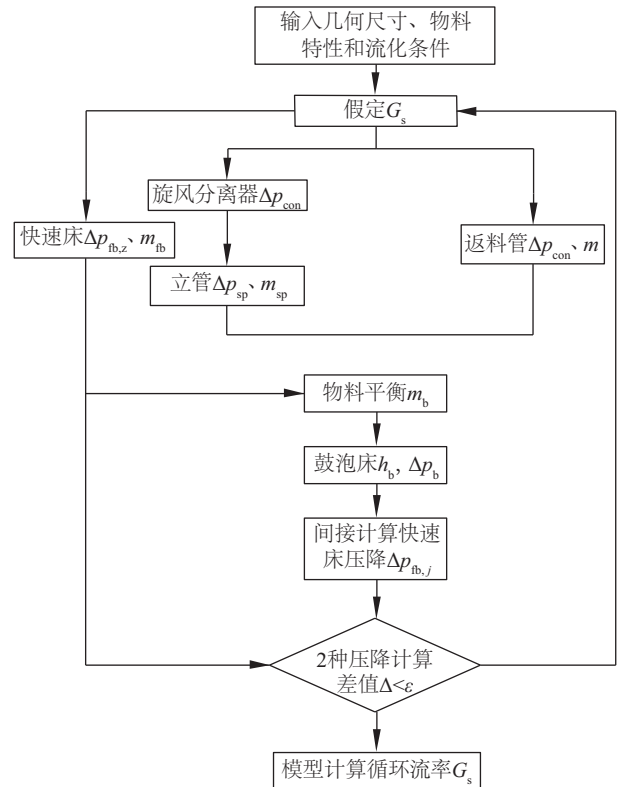 输入几何尺寸、物料
特性和流化条件
假定Gs
旋风分离器Δpcon
快速床Δpfb,z、mfb
返料管Δpcon、m
立管Δpsp、msp
物料平衡mb
鼓泡床hb, Δpb
间接计算快速
床压降Δpfb,j
2种压降计算
差值Δ<ε
模型计算循环流率Gs